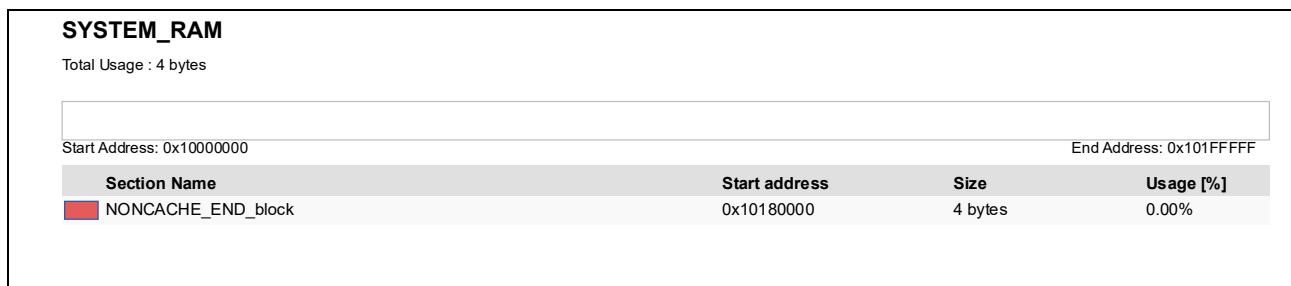 SYSTEM_RAM
Total Usage : 4 bytes
Start Address: 0x10000000 End Address: 0x101FFFFF
Section Name Start address Size Usage [%]
NONCACHE_END_block 0x10180000 4 bytes 0.00%